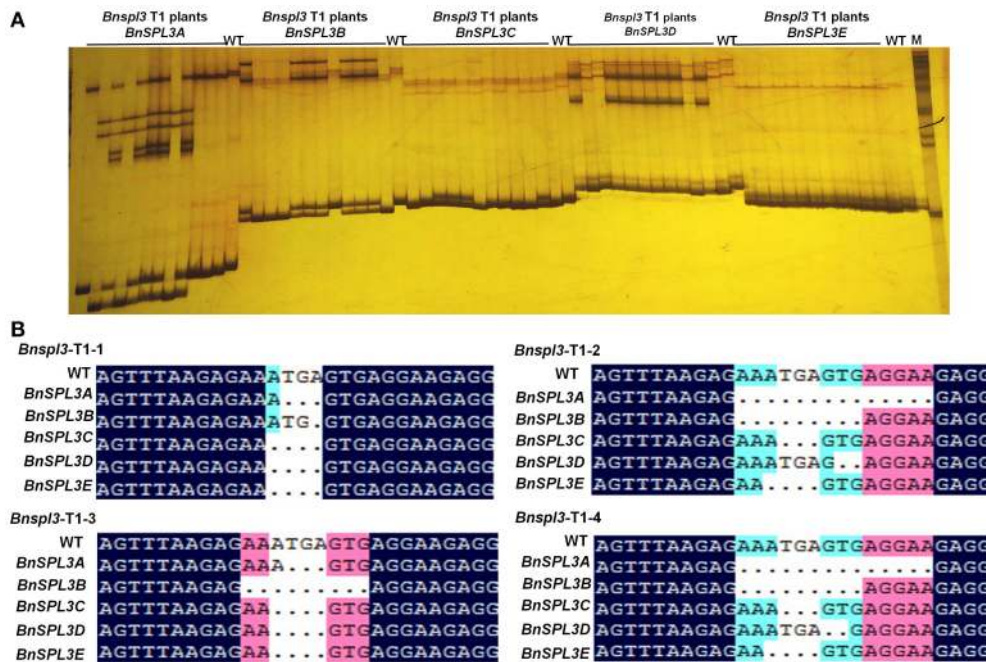 A
Bnspl3 T1 plants Bnspl3 T1 plants Bnspl3 T1 plants Bnspl3 T1 plants Bnspl3 T1 plants
BnSPL3A WT BnSPL3B WT BnSPL3C WT BnSPL3D WT BnSPL3E WT M
B
Bnspl3-T1-1
WT AGTTTAAGAGAAATGAGTGAGGAAGAGG
BnSPL3A AGTTTAAGAGAAA...GTGAGGAAGAGG
BnSPL3B AGTTTAAGAGAAATG.GTGAGGAAGAGG
BnSPL3C AGTTTAAGAGAA....GTGAGGAAGAGG
BnSPL3D AGTTTAAGAGAA....GTGAGGAAGAGG
BnSPL3E AGTTTAAGAGAA....GTGAGGAAGAGG
Bnspl3-T1-2
WT AGTTTAAGAGAAATGAGTGAGGAAGAGG
BnSPL3A AGTTTAAGAG..............GAGG
BnSPL3B AGTTTAAGAG.........AGGAAGAGG
BnSPL3C AGTTTAAGAGAAA...GTGAGGAAGAGG
BnSPL3D AGTTTAAGAGAAATGAG..AGGAAGAGG
BnSPL3E AGTTTAAGAGAA....GTGAGGAAGAGG
Bnspl3-T1-3
WT AGTTTAAGAGAAATGAGTGAGGAAGAGG
BnSPL3A AGTTTAAGAGAAA...GTGAGGAAGAGG
BnSPL3B AGTTTAAGAG.........AGGAAGAGG
BnSPL3C AGTTTAAGAGAA....GTGAGGAAGAGG
BnSPL3D AGTTTAAGAGAA....GTGAGGAAGAGG
BnSPL3E AGTTTAAGAGAA....GTGAGGAAGAGG
Bnspl3-T1-4
WT AGTTTAAGAGAAATGAGTGAGGAAGAGG
BnSPL3A AGTTTAAGAG..............GAGG
BnSPL3B AGTTTAAGAG.........AGGAAGAGG
BnSPL3C AGTTTAAGAGAAA...GTGAGGAAGAGG
BnSPL3D AGTTTAAGAGAAATGA..GAGGAAGAGG
BnSPL3E AGTTTAAGAGAA....GTGAGGAAGAGG